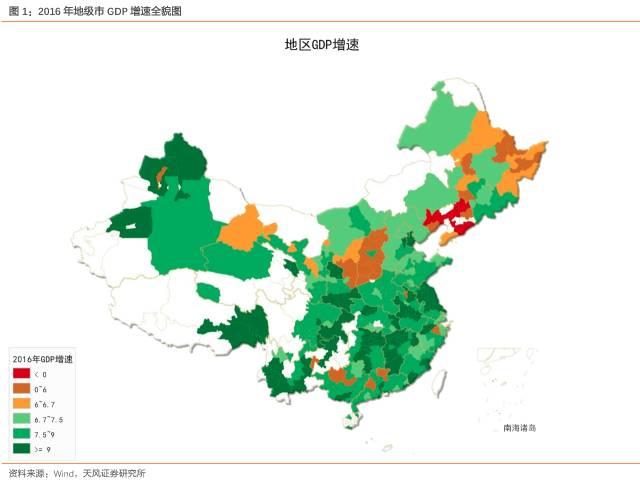 图 1：2016 年地级市 GDP 增速全貌图
地区GDP增速
2016年GDP增速
< 0
0~6
6~6.7
6.7~7.5
7.5~9
>= 9
南海诸岛
资料来源：Wind，天风证券研究所